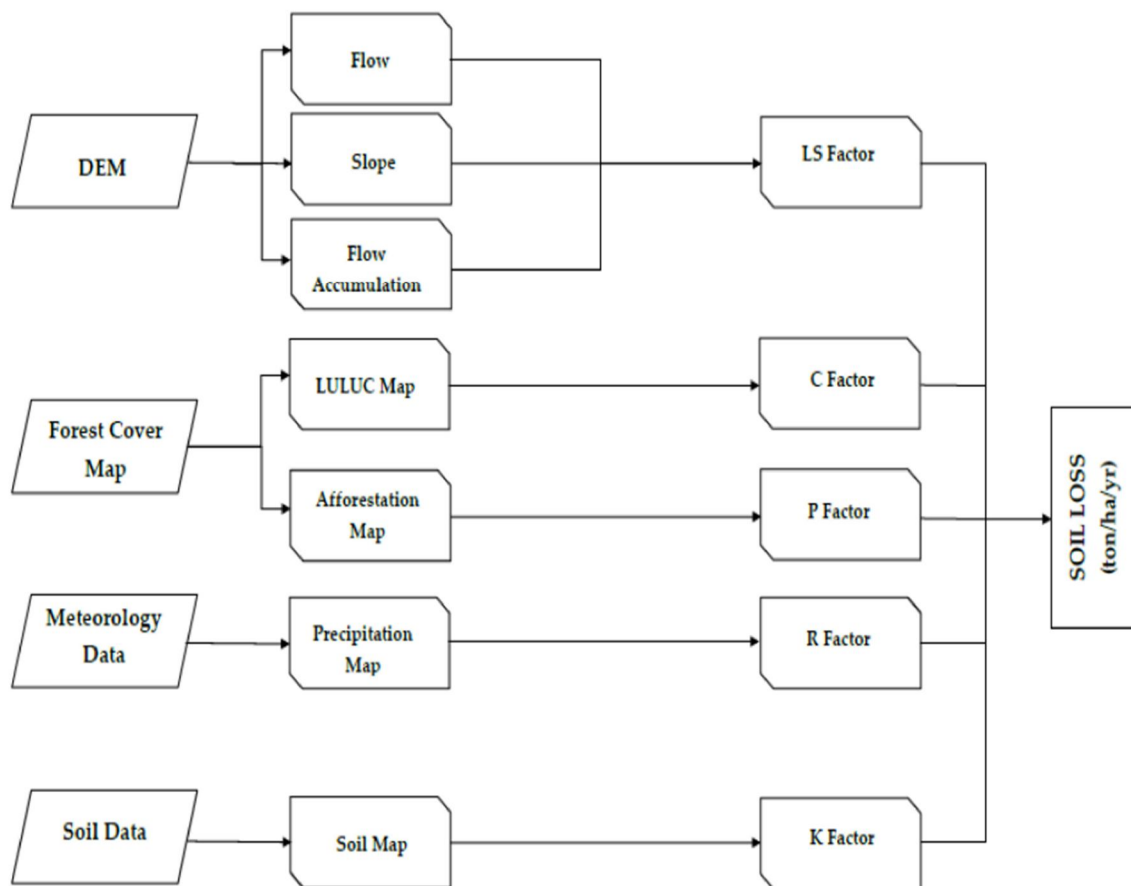 Flow
DEM
Slope
LS Factor
Flow
Accumulation
LULUC Map
C Factor
Forest Cover
Map
Afforestation
Map
P Factor
SOIL LOSS
(ton/ha/yr)
Meteorology
Data
Precipitation
Map
R Factor
Soil Data
Soil Map
K Factor